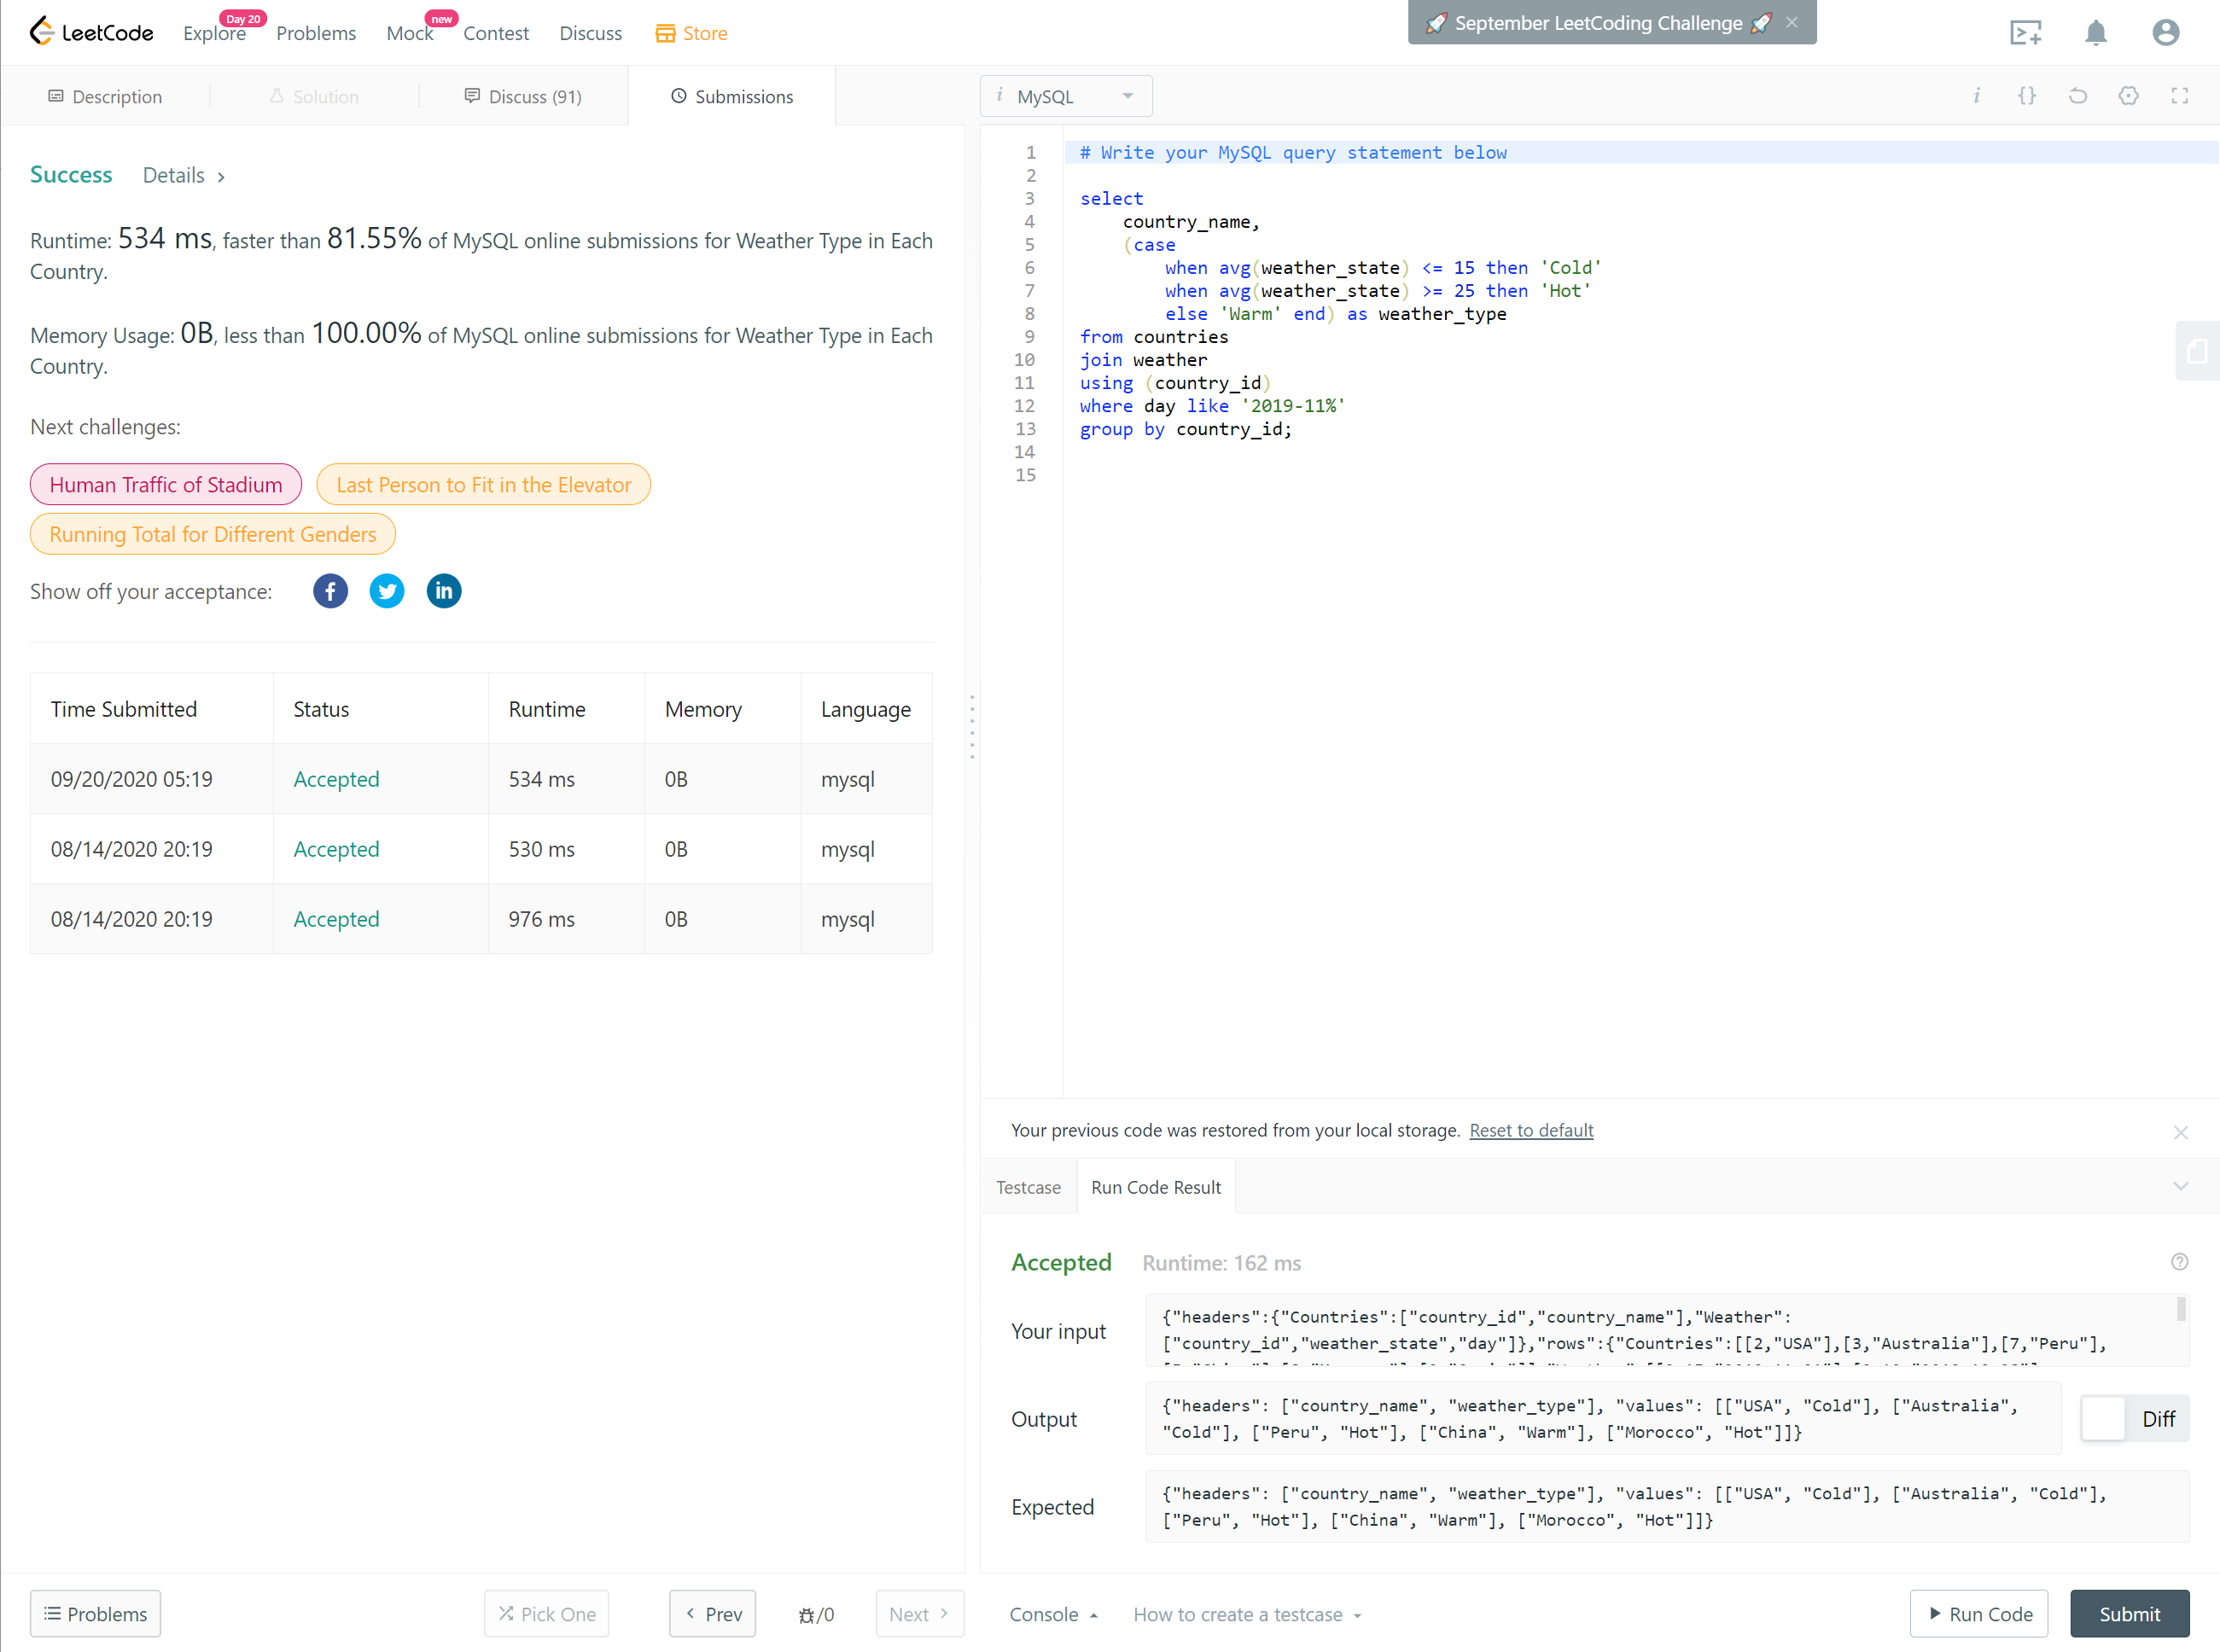 LeetCode
Explore
Day 20
Problems
Mock
new
Contest
Discuss
Store
🚀 September LeetCoding Challenge 🚀 ×
Description
Solution
Discuss (91)
Submissions
i MySQL
Success Details >
Runtime: 534 ms, faster than 81.55% of MySQL online submissions for Weather Type in Each
Country.
Memory Usage: 0B, less than 100.00% of MySQL online submissions for Weather Type in Each
Country.
Next challenges:
Human Traffic of Stadium
Last Person to Fit in the Elevator
Running Total for Different Genders
Show off your acceptance:
Time Submitted Status Runtime Memory Language
09/20/2020 05:19 Accepted 534 ms 0B mysql
08/14/2020 20:19 Accepted 530 ms 0B mysql
08/14/2020 20:19 Accepted 976 ms 0B mysql
1 # Write your MySQL query statement below
2
3 select
4 country_name,
5 (case
6 when avg(weather_state) <= 15 then 'Cold'
7 when avg(weather_state) >= 25 then 'Hot'
8 else 'Warm' end) as weather_type
9 from countries
10 join weather
11 using (country_id)
12 where day like '2019-11%'
13 group by country_id;
14
15
Your previous code was restored from your local storage. Reset to default
Testcase
Run Code Result
Accepted Runtime: 162 ms
Your input
{"headers":{"Countries":["country_id","country_name"],"Weather":
["country_id","weather_state","day"]},"rows":{"Countries":[[2,"USA"],[3,"Australia"],[7,"Peru"],
Output
{"headers": ["country_name", "weather_type"], "values": [["USA", "Cold"], ["Australia",
"Cold"], ["Peru", "Hot"], ["China", "Warm"], ["Morocco", "Hot"]]}
Diff
Expected
{"headers": ["country_name", "weather_type"], "values": [["USA", "Cold"], ["Australia", "Cold"],
["Peru", "Hot"], ["China", "Warm"], ["Morocco", "Hot"]]}
Problems
Pick One
< Prev
/0
Next >
Console
How to create a testcase
Run Code
Submit